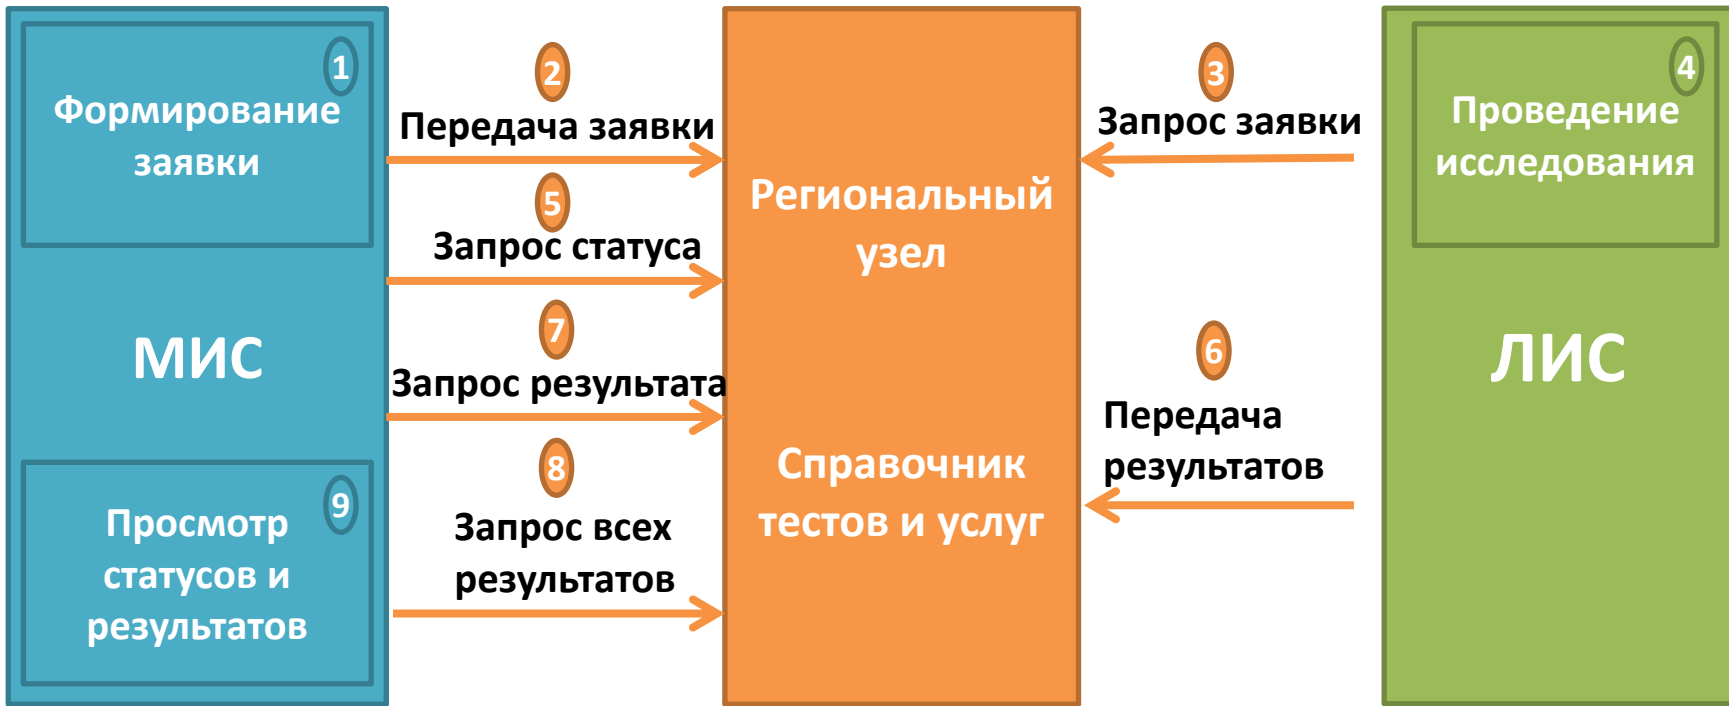 1
Формирование
заявки
МИС
9
Просмотр
статусов и
результатов
2
Передача заявки
5
Запрос статуса
7
Запрос результата
8
Запрос всех
результатов
Региональный
узел
Справочник
тестов и услуг
3
Запрос заявки
6
Передача
результатов
4
Проведение
исследования
ЛИС